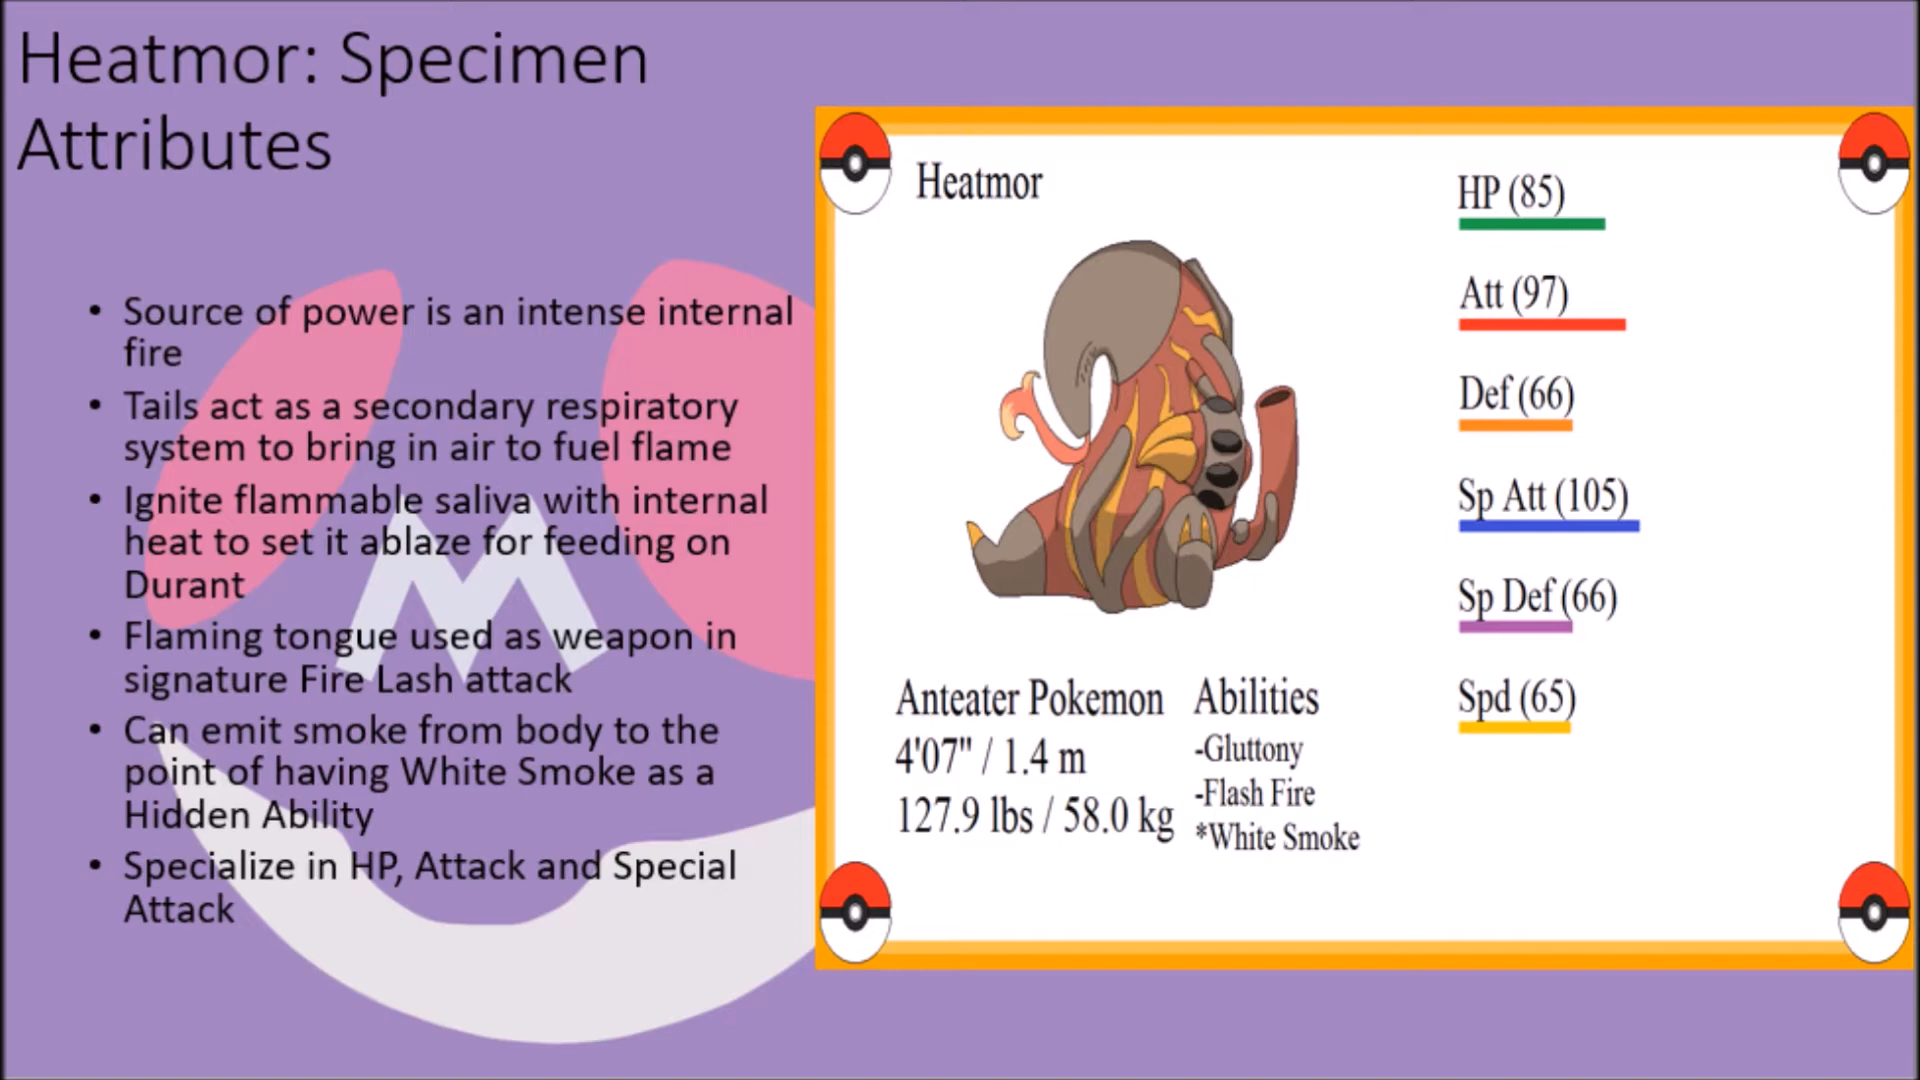 Heatmor: Specimen
Attributes
• Source of power is an intense internal
fire
• Tails act as a secondary respiratory
system to bring in air to fuel flame
• Ignite flammable saliva with internal
heat to set it ablaze for feeding on
Durant
• Flaming tongue used as weapon in
signature Fire Lash attack
• Can emit smoke from body to the
point of having White Smoke as a
Hidden Ability
• Specialize in HP, Attack and Special
Attack
M
Heatmor
Anteater Pokemon
4'07" / 1.4 m
127.9 lbs / 58.0 kg
Abilities
-Gluttony
-Flash Fire
*White Smoke
HP (85)
Att (97)
Def (66)
Sp Att (105)
Sp Def (66)
Spd (65)